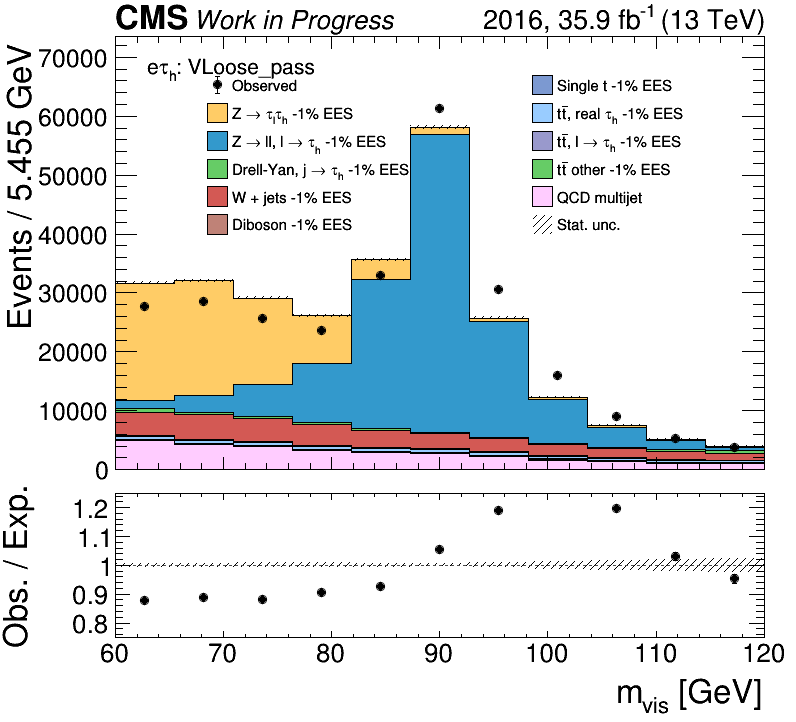 CMS Work in Progress 2016, 35.9 fb⁻¹ (13 TeV)
Events / 5.455 GeV
70000
60000
50000
40000
30000
20000
10000
0
eτh: VLoose_pass
Observed
Z → τlτh -1% EES
Z → ll, l → τh -1% EES
Drell-Yan, j → τh -1% EES
W + jets -1% EES
Diboson -1% EES
Single t -1% EES
tt̅, real τh -1% EES
tt̅, l → τh -1% EES
tt̅ other -1% EES
QCD multijet
Stat. unc.
Obs. / Exp.
1.2
1.1
1
0.9
0.8
60 70 80 90 100 110 120
mvis [GeV]